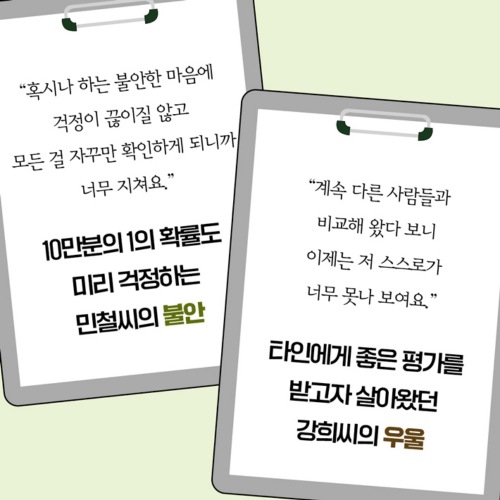 “혹시나 하는 불안한 마음에
걱정이 끊이질 않고
모든 걸 자꾸만 확인하게 되니까
너무 지쳐요.”
10만분의 1의 확률도
미리 걱정하는
민철씨의 불안
“계속 다른 사람들과
비교해 왔다 보니
이제는 저 스스로가
너무 못나 보여요.”
타인에게 좋은 평가를
받고자 살아왔던
강희씨의 우울